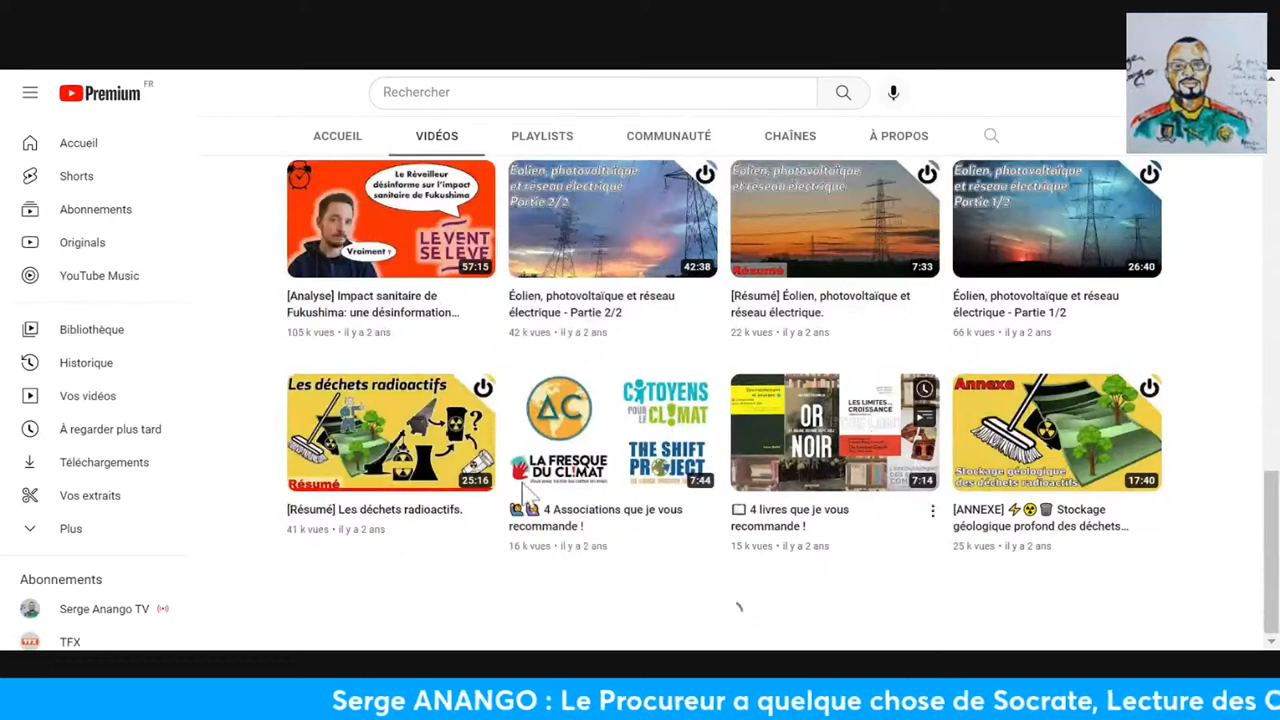 Premium FR
Rechercher
Accueil
Shorts
Abonnements
Originals
YouTube Music
Bibliothèque
Historique
Vos vidéos
À regarder plus tard
Téléchargements
Vos extraits
Plus
Abonnements
Serge Anango TV
TFX
ACCUEIL
VIDÉOS
PLAYLISTS
COMMUNAUTÉ
CHAÎNES
À PROPOS
Le Réveilleur
désinforme sur l'impact
sanitaire de
Fukushima
Vraiment ?
LE VENT
SE LÈVE
57:15
[Analyse] Impact sanitaire de
Fukushima: une désinformation...
105 k vues • il y a 2 ans
Éolien, photovoltaïque
et réseau électrique
Partie 2/2
42:38
Éolien, photovoltaïque et réseau
électrique - Partie 2/2
42 k vues • il y a 2 ans
Éolien, photovoltaïque
et réseau électrique
Résumé
7:33
[Résumé] Éolien, photovoltaïque et
réseau électrique.
22 k vues • il y a 2 ans
Éolien, photovoltaïque
et réseau électrique
Partie 1/2
26:40
Éolien, photovoltaïque et réseau
électrique - Partie 1/2
66 k vues • il y a 2 ans
Les déchets radioactifs
?
Résumé
25:16
[Résumé] Les déchets radioactifs.
41 k vues • il y a 2 ans
AC
CITOYENS
POUR LE CL!MAT
LA FRESQUE
DU CLIMAT
THE SHIFT
PROJECT
7:44
4 Associations que je vous
recommande !
16 k vues • il y a 2 ans
OR
NOIR
LES LIMITES...
CROISSANCE
7:14
4 livres que je vous
recommande !
15 k vues • il y a 2 ans
Annexe
Stockage géologique
des déchets radioactifs
17:40
[ANNEXE] Stockage
géologique profond des déchets...
25 k vues • il y a 2 ans
Serge ANANGO : Le Procureur a quelque chose de Socrate, Lecture des C